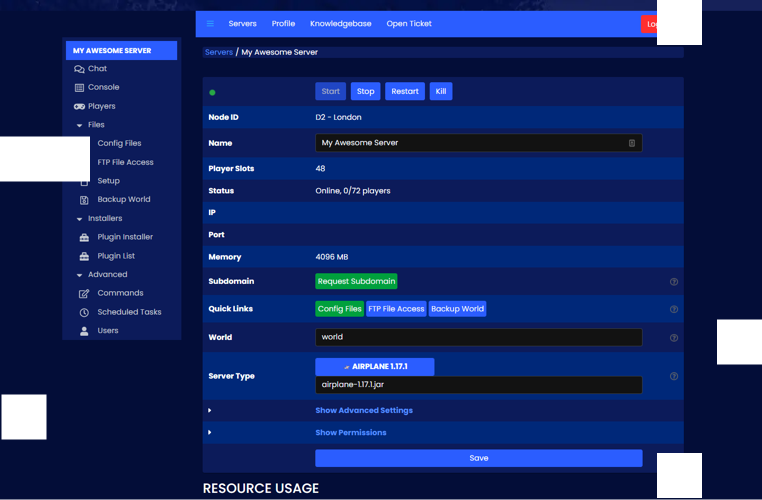 Servers Profile Knowledgebase Open Ticket
MY AWESOME SERVER
Chat
Console
Players
Files
Config Files
FTP File Access
Setup
Backup World
Installers
Plugin Installer
Plugin List
Advanced
Commands
Scheduled Tasks
Users
Servers / My Awesome Server
Start Stop Restart Kill
Node ID D2 - London
Name My Awesome Server
Player Slots 48
Status Online, 0/72 players
IP
Port
Memory 4096 MB
Subdomain Request Subdomain
Quick Links Config Files FTP File Access Backup World
World world
Server Type AIRPLANE 1.17.1
airplane-1.17.1.jar
Show Advanced Settings
Show Permissions
Save
RESOURCE USAGE